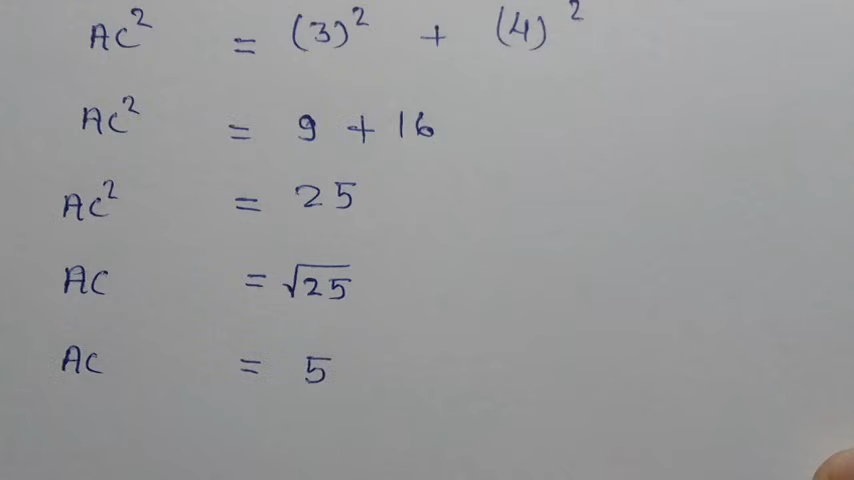 AC² = (3)² + (4)²
AC² = 9 + 16
AC² = 25
AC = √25
AC = 5